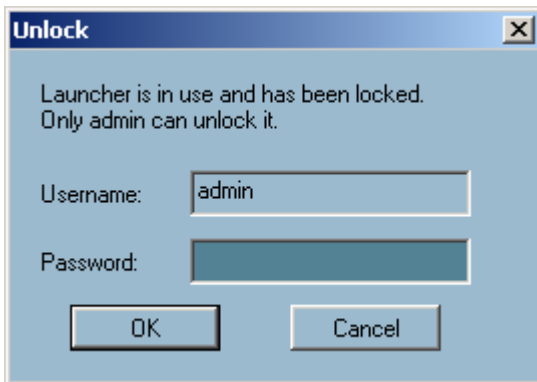 Unlock
Launcher is in use and has been locked.
Only admin can unlock it.
Username:
admin
Password:
OK
Cancel